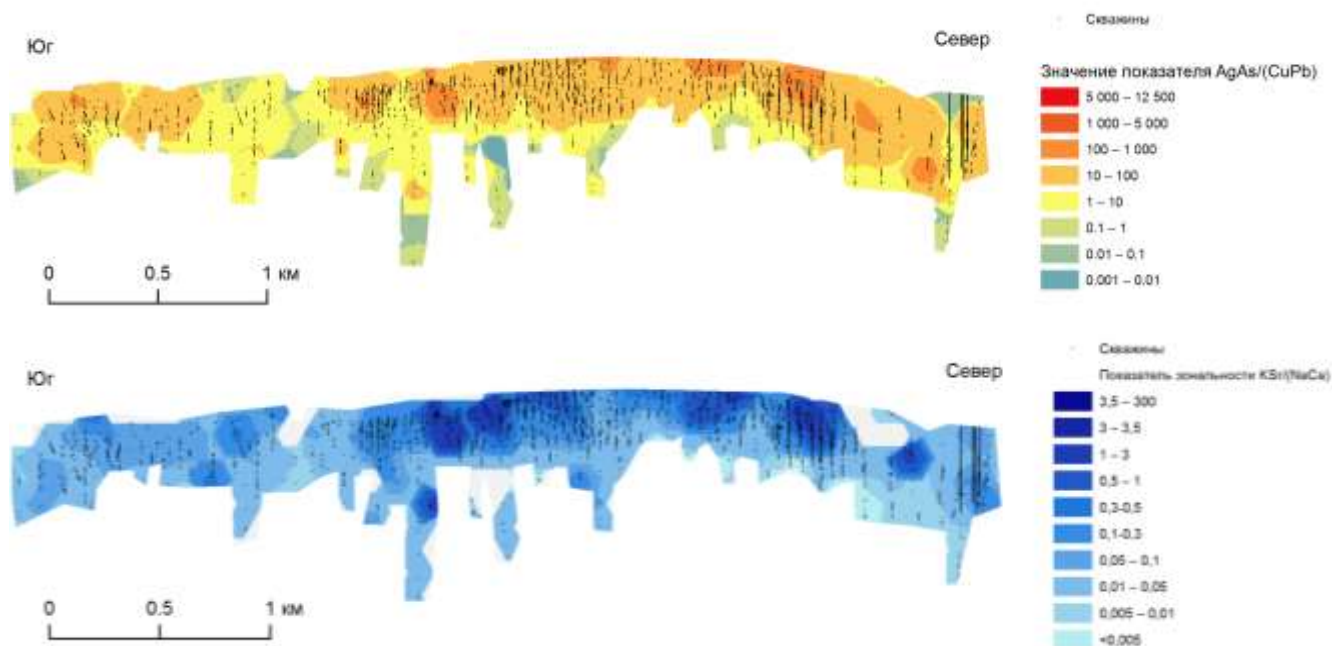 Скважины
Юг
Север
Значение показателя AgAs/(CuPb)
5 000 – 12 500
1 000 – 5 000
100 – 1 000
10 – 100
1 – 10
0.1 – 1
0.01 – 0.1
0.001 – 0.01
0 0.5 1 км
Скважины
Юг
Север
Показатель зональности KSr/(NaCa)
3,5 – 300
3 – 3,5
1 – 3
0,5 – 1
0,3-0,5
0,1-0,3
0,05 – 0,1
0,01 – 0,05
0,005 – 0,01
<0,005
0 0.5 1 км